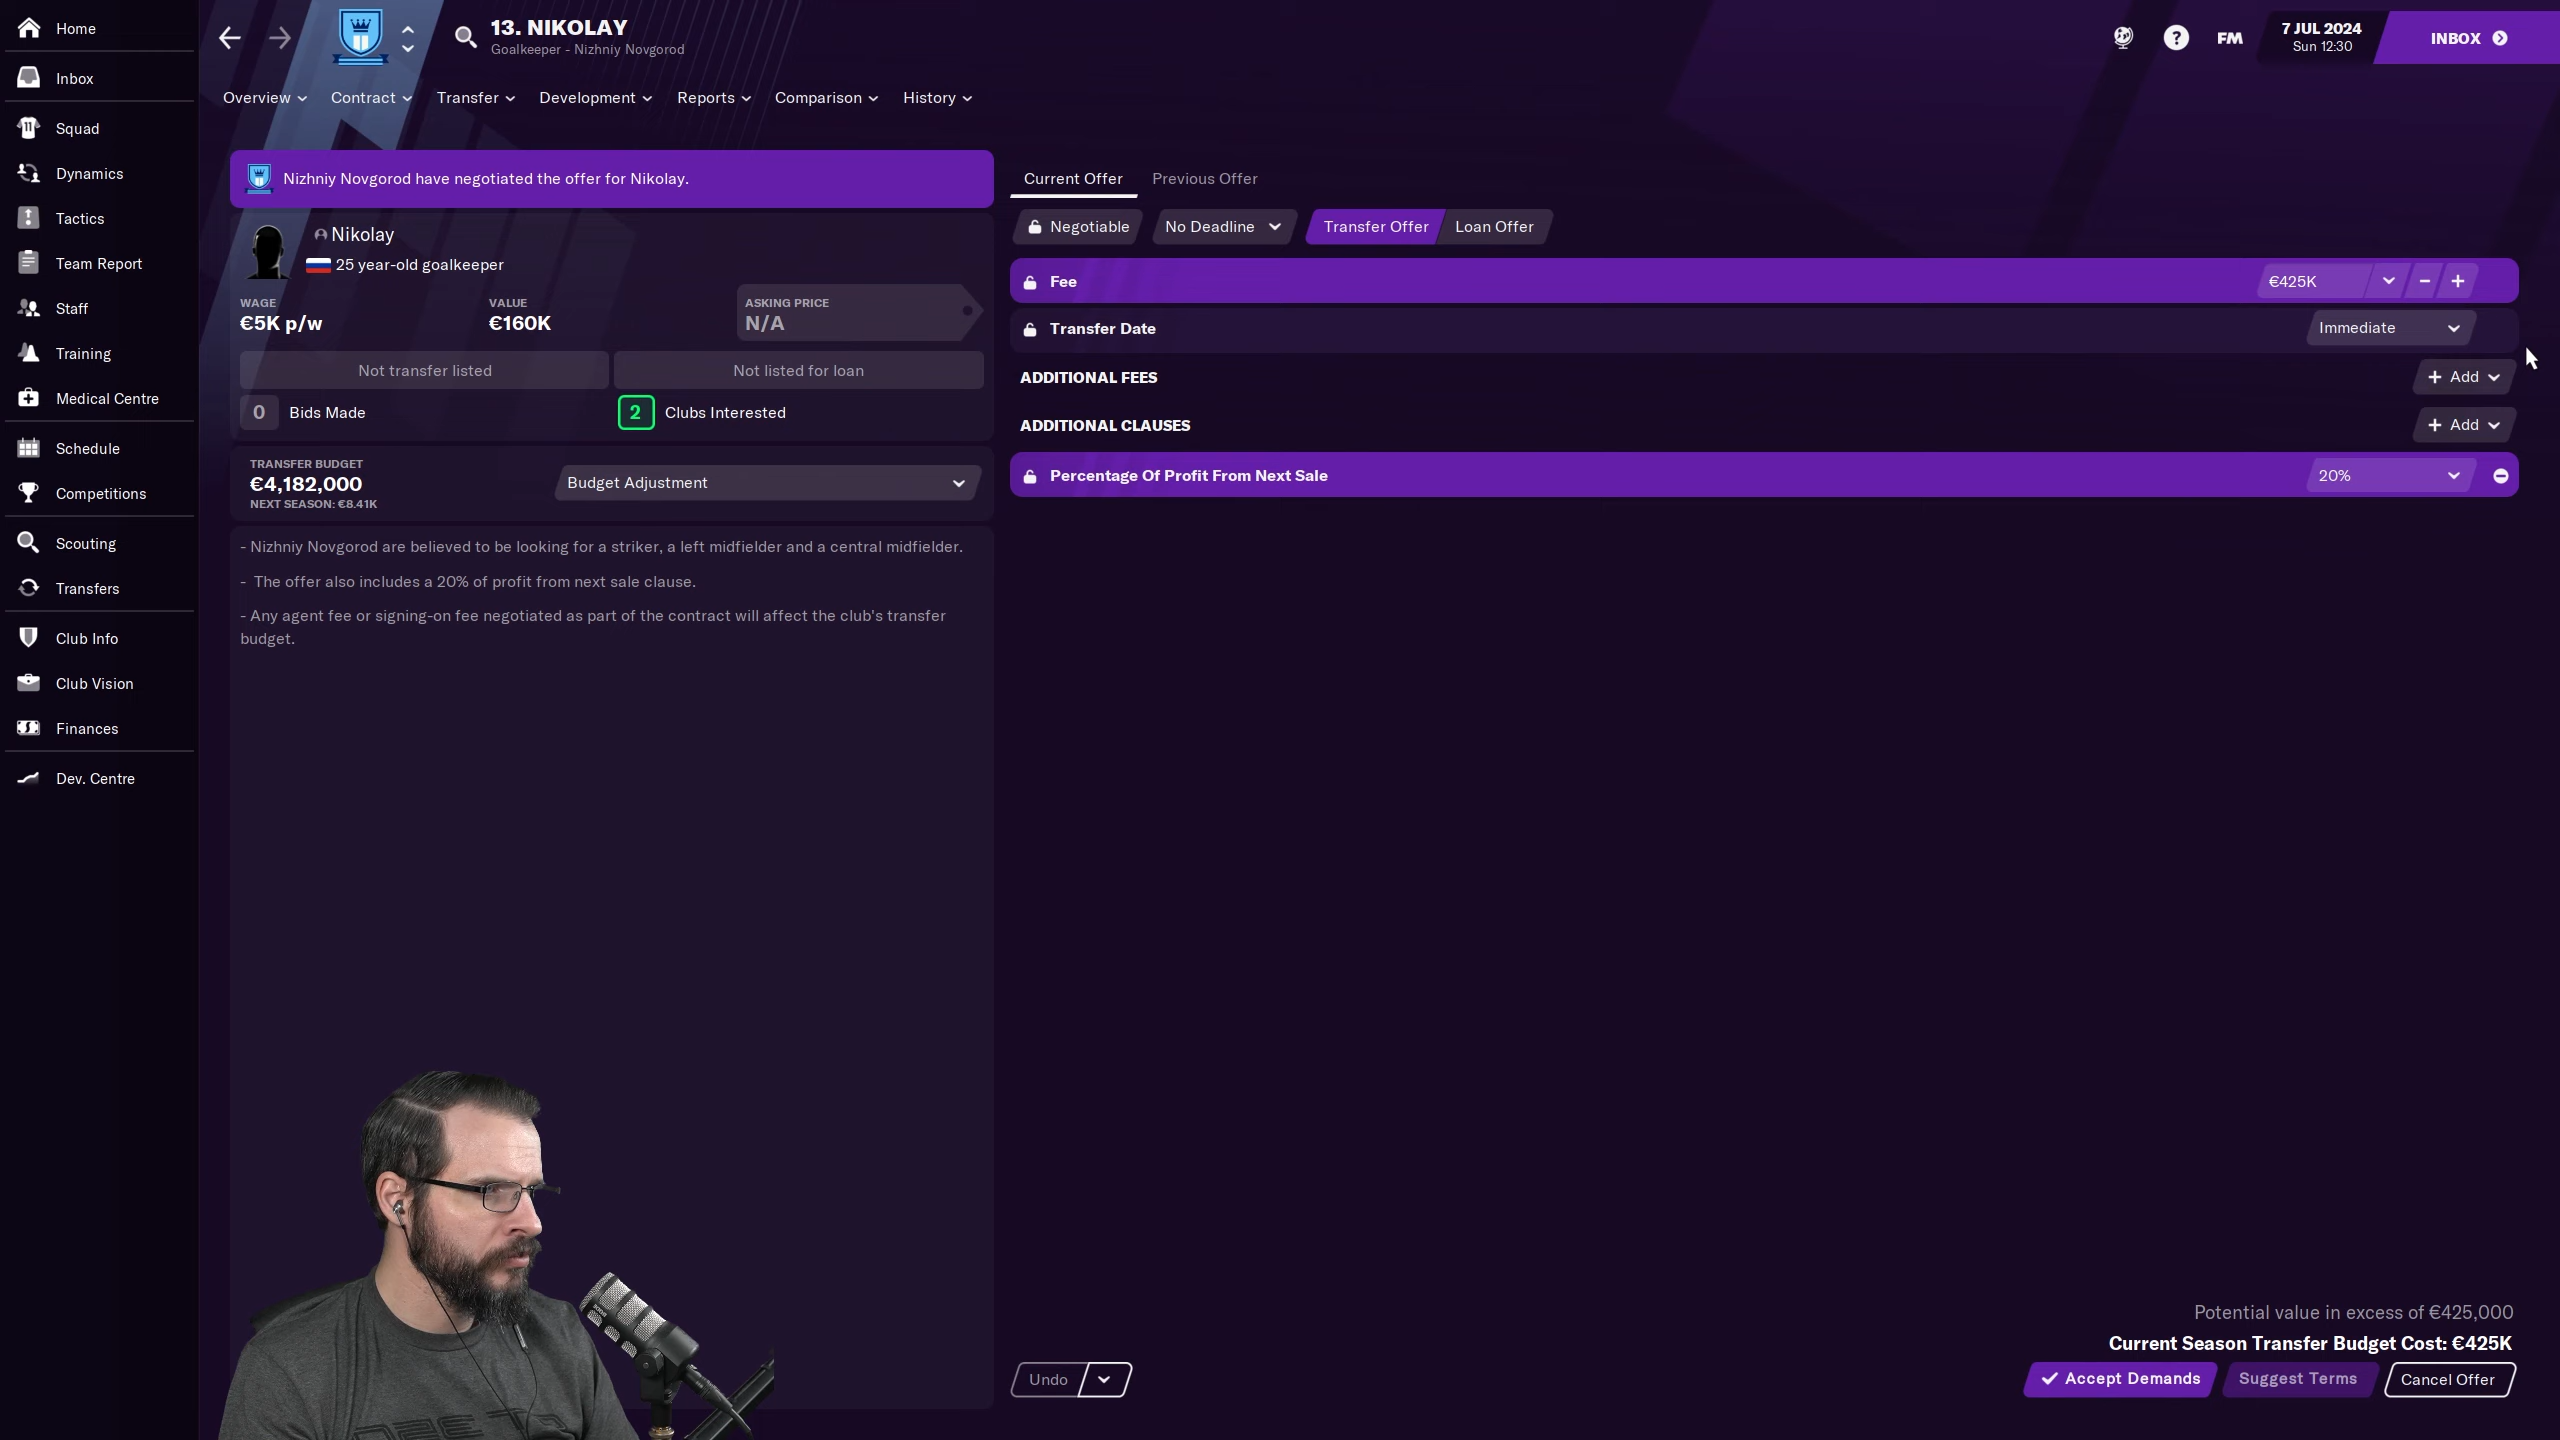 Home
Inbox
Squad
Dynamics
Tactics
Team Report
Staff
Training
Medical Centre
Schedule
Competitions
Scouting
Transfers
Club Info
Club Vision
Finances
Dev. Centre
13. NIKOLAY
Goalkeeper - Nizhniy Novgorod
FM
7 JUL 2024
Sun 12:30
INBOX
Overview Contract Transfer Development Reports Comparison History
Nizhniy Novgorod have negotiated the offer for Nikolay.
Nikolay
25 year-old goalkeeper
WAGE
€5K p/w
VALUE
€160K
ASKING PRICE
N/A
Not transfer listed
Not listed for loan
0 Bids Made
2 Clubs Interested
TRANSFER BUDGET
€4,182,000
NEXT SEASON: €8.41K
Budget Adjustment
- Nizhniy Novgorod are believed to be looking for a striker, a left midfielder and a central midfielder.
- The offer also includes a 20% of profit from next sale clause.
- Any agent fee or signing-on fee negotiated as part of the contract will affect the club's transfer
budget.
Current Offer Previous Offer
Negotiable No Deadline Transfer Offer Loan Offer
Fee €425K - +
Transfer Date Immediate
ADDITIONAL FEES + Add
ADDITIONAL CLAUSES + Add
Percentage Of Profit From Next Sale 20%
Potential value in excess of €425,000
Current Season Transfer Budget Cost: €425K
Undo
Accept Demands Suggest Terms Cancel Offer